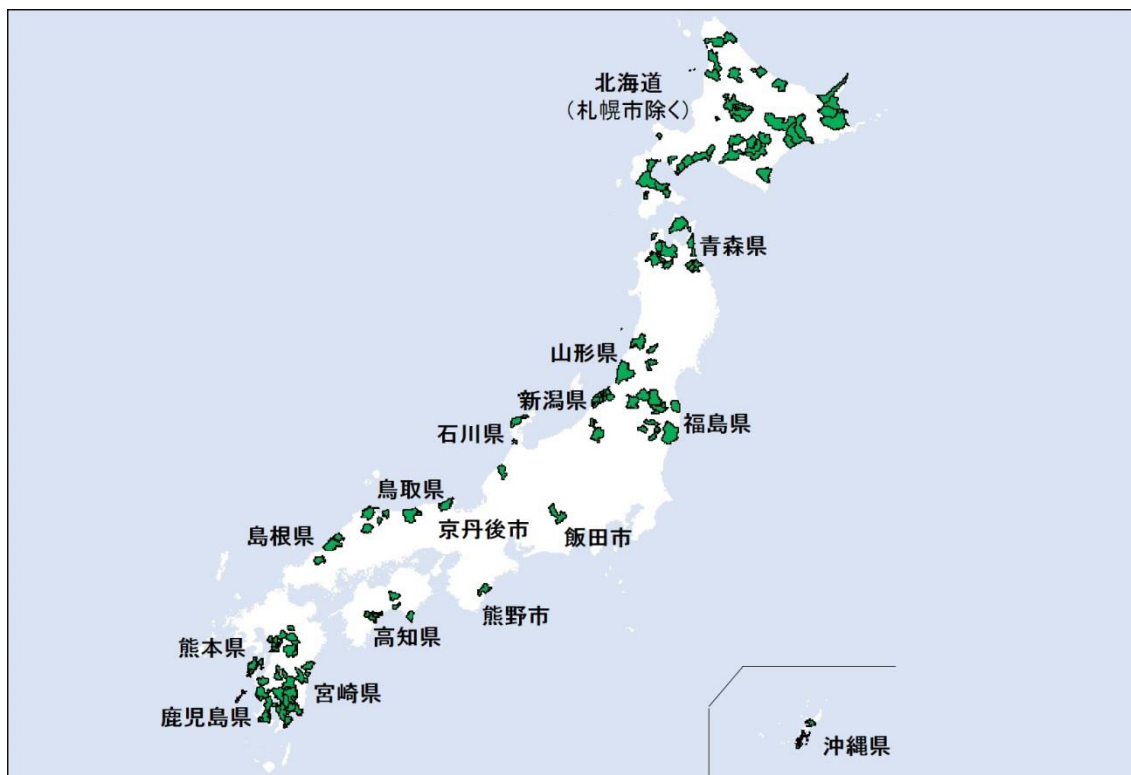 北海道
(札幌市除く)
青森県
山形県
新潟県
福島県
石川県
鳥取県
京丹後市
飯田市
島根県
熊野市
高知県
熊本県
宮崎県
鹿児島県
沖縄県